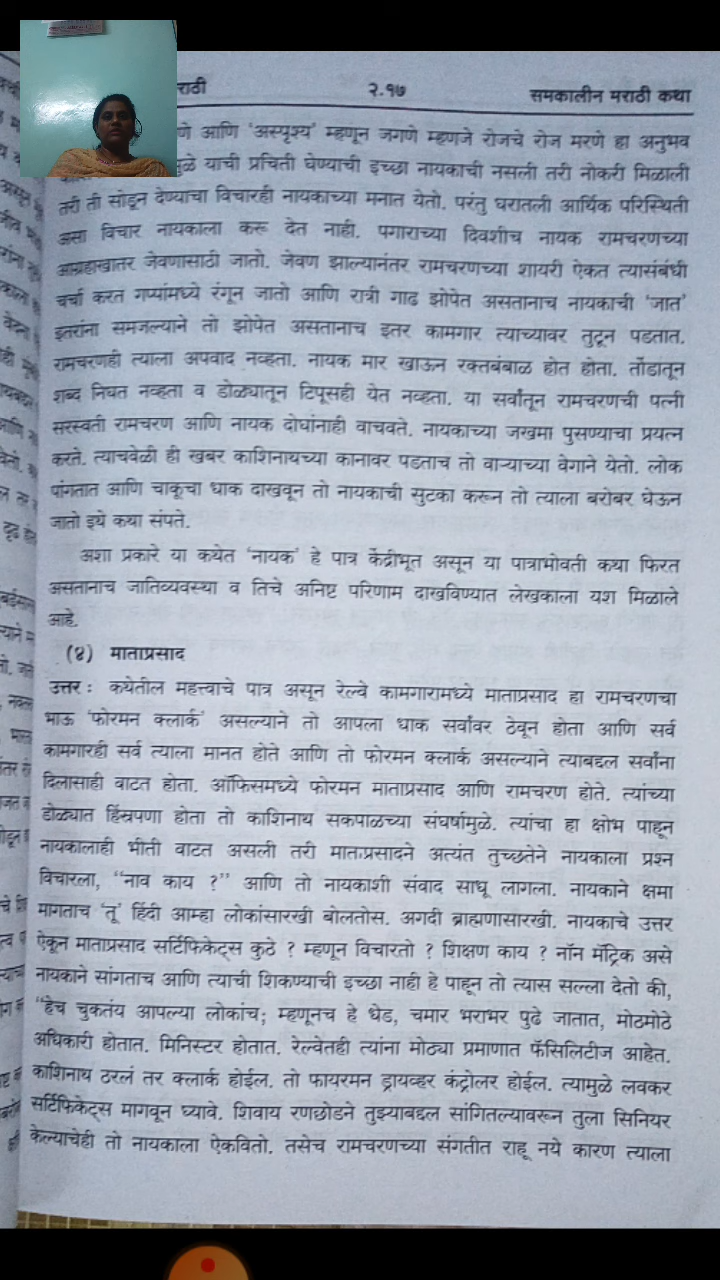 राठी २.१७ समकालीन मराठी कथा
णे आणि ‘अस्पृश्य’ म्हणून जगणे म्हणजे रोजचे रोज मरणे हा अनुभव
मुळे याची प्रचिती घेण्याची इच्छा नायकाची नसली तरी नोकरी मिळाली
तरी ती सोडून देण्याचा विचारही नायकाच्या मनात येतो. परंतु घरातली आर्थिक परिस्थिती
असा विचार नायकाला करू देत नाही. पगाराच्या दिवशीच नायक रामचरणच्या
आग्रहाखातर जेवणासाठी जातो. जेवण झाल्यानंतर रामचरणच्या शायरी ऐकत त्यासंबंधी
चर्चा करत गप्पांमध्ये रंगून जातो आणि रात्री गाढ झोपेत असतानाच नायकाची ‘जात’
इतरांना समजल्याने तो झोपेत असतानाच इतर कामगार त्याच्यावर तुटून पडतात.
रामचरणही त्याला अपवाद नव्हता. नायक मार खाऊन रक्तबंबाळ होत होता. तोंडातून
शब्द निघत नव्हता व डोळ्यातून टिपूसही येत नव्हता. या सर्वांतून रामचरणची पत्नी
सरस्वती रामचरण आणि नायक दोघांनाही वाचवते. नायकाच्या जखमा पुसण्याचा प्रयत्न
करते. त्याचवेळी ही खबर काशिनाथच्या कानावर पडताच तो वाऱ्याच्या वेगाने येतो. लोक
पांगतात आणि चाकूचा धाक दाखवून तो नायकाची सुटका करून तो त्याला बरोबर घेऊन
जातो इथे कथा संपते.
अशा प्रकारे या कथेत ‘नायक’ हे पात्र केंद्रीभूत असून या पात्राभोवती कथा फिरत
असतानाच जातिव्यवस्था व तिचे अनिष्ट परिणाम दाखविण्यात लेखकाला यश मिळाले
आहे.
(४) माताप्रसाद
उत्तर : कथेतील महत्त्वाचे पात्र असून रेल्वे कामगारामध्ये माताप्रसाद हा रामचरणचा
भाऊ ‘फोरमन क्लार्क’ असल्याने तो आपला धाक सर्वांवर ठेवून होता आणि सर्व
कामगारही सर्व त्याला मानत होते आणि तो फोरमन क्लार्क असल्याने त्याबद्दल सर्वांना
दिलासाही वाटत होता. ऑफिसमध्ये फोरमन माताप्रसाद आणि रामचरण होते. त्यांच्या
डोळ्यात हिंस्रपणा होता तो काशिनाथ सकपाळच्या संघर्षामुळे. त्यांचा हा क्षोभ पाहून
नायकालाही भीती वाटत असली तरी माताप्रसादने अत्यंत तुच्छतेने नायकाला प्रश्न
विचारला, “नाव काय ?” आणि तो नायकाशी संवाद साधू लागला. नायकाने क्षमा
मागताच ‘तू’ हिंदी आम्हा लोकांसारखी बोलतोस. अगदी ब्राह्मणासारखी. नायकाचे उत्तर
ऐकून माताप्रसाद सर्टिफिकेट्स कुठे ? म्हणून विचारतो ? शिक्षण काय ? नॉन मॅट्रिक असे
नायकाने सांगताच आणि त्याची शिकण्याची इच्छा नाही हे पाहून तो त्यास सल्ला देतो की,
“हेच चुकतंय आपल्या लोकांच; म्हणूनच हे धेड, चमार भराभर पुढे जातात, मोठमोठे
अधिकारी होतात. मिनिस्टर होतात. रेल्वेतही त्यांना मोठ्या प्रमाणात फॅसिलिटीज आहेत.
काशिनाथ ठरलं तर क्लार्क होईल. तो फायरमन ड्रायव्हर कंट्रोलर होईल. त्यामुळे लवकर
सर्टिफिकेट्स मागवून घ्यावे. शिवाय रणछोडने तुझ्याबद्दल सांगितल्यावरून तुला सिनियर
केल्याचेही तो नायकाला ऐकवितो. तसेच रामचरणच्या संगतीत राहू नये कारण त्याला